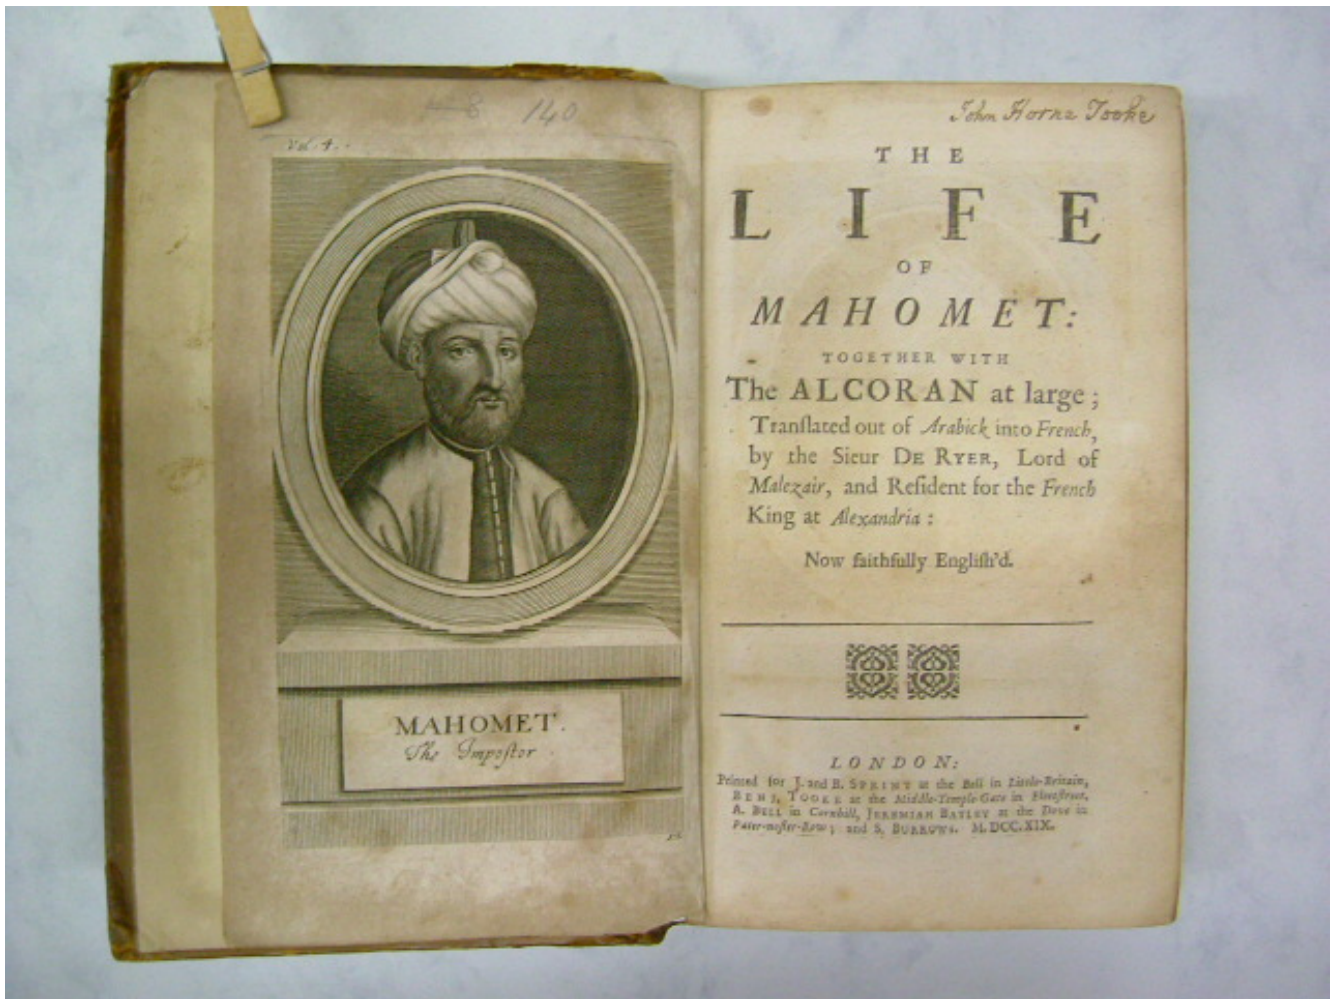 8 140
Vol. 4.
MAHOMET.
The Impoſtor
John Horne Tooke
THE
LIFE
OF
MAHOMET:
TOGETHER WITH
The ALCORAN at large;
Tranſlated out of Arabick into French,
by the Sieur DE RYER, Lord of
Malezair, and Reſident for the French
King at Alexandria:
Now faithfully Engliſh'd.
LONDON:
Printed for J. and B. SPRINT at the Bell in Little-Britain,
BENJ. TOOKE at the Middle-Temple-Gate in Fleetſtreet,
A. BELL in Cornhill, JEREMIAH BATLEY at the Dove in
Pater-noſter-Row; and S. BURROWS. M.DCC.XIX.